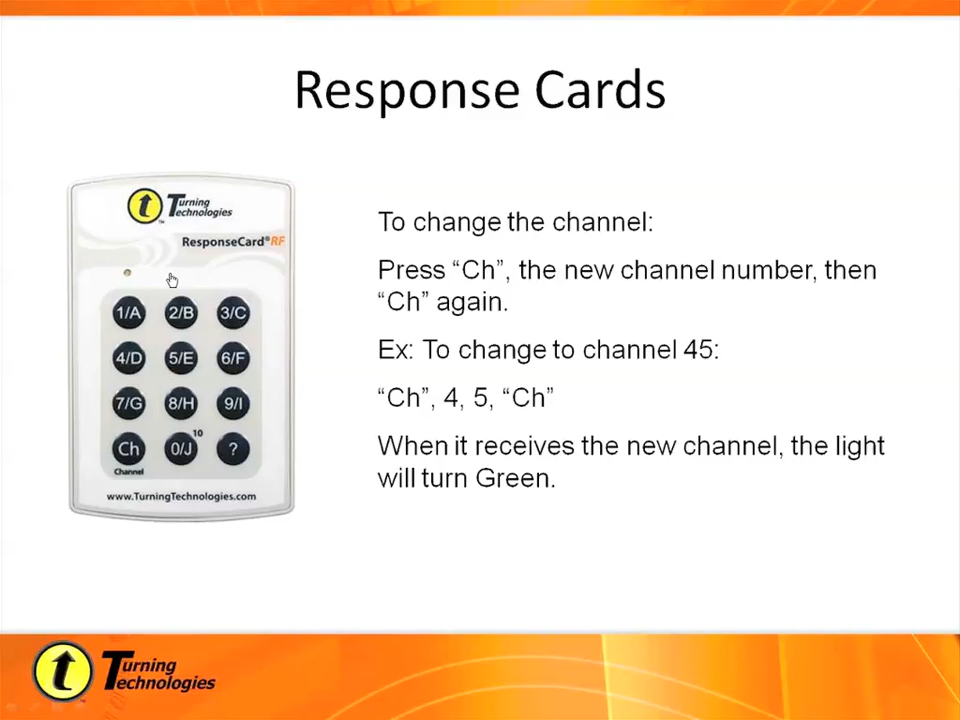 Response Cards
Turning
Technologies
ResponseCard®RF
1/A 2/B 3/C
4/D 5/E 6/F
7/G 8/H 9/I
Ch 0/J 10 ?
Channel
www.TurningTechnologies.com
To change the channel:
Press “Ch”, the new channel number, then
“Ch” again.
Ex: To change to channel 45:
“Ch”, 4, 5, “Ch”
When it receives the new channel, the light
will turn Green.
Turning
Technologies